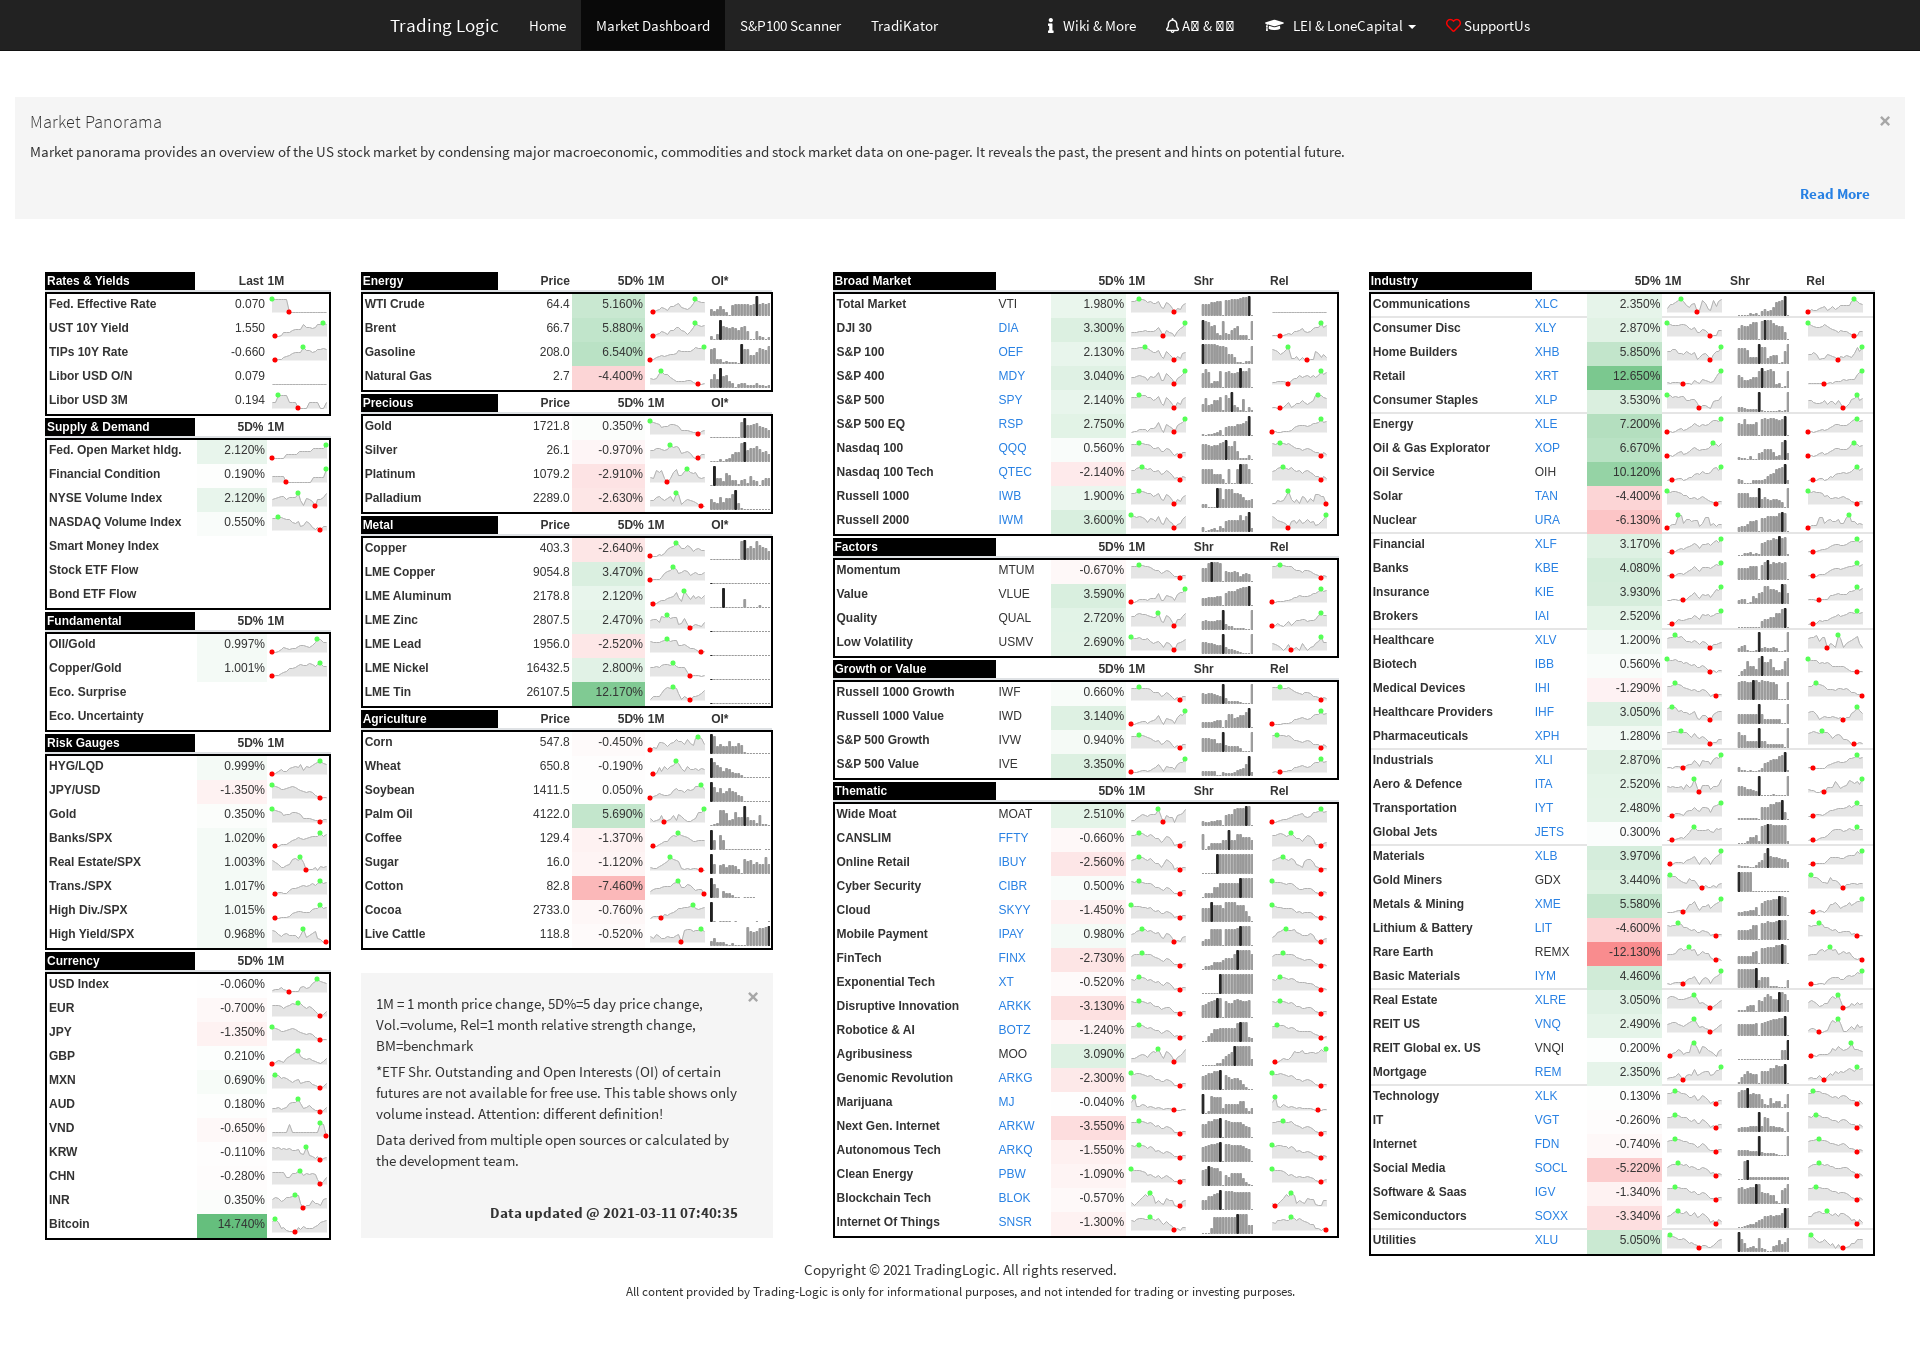 Trading Logic Home Market Dashboard S&P100 Scanner TradiKator Wiki & More LEI & LoneCapital SupportUs
Market Panorama
×
Market panorama provides an overview of the US stock market by condensing major macroeconomic, commodities and stock market data on one-pager. It reveals the past, the present and hints on potential future.
Read More
Rates & Yields Last 1M
Fed. Effective Rate 0.070
UST 10Y Yield 1.550
TIPs 10Y Rate -0.660
Libor USD O/N 0.079
Libor USD 3M 0.194
Supply & Demand 5D% 1M
Fed. Open Market hldg. 2.120%
Financial Condition 0.190%
NYSE Volume Index 2.120%
NASDAQ Volume Index 0.550%
Smart Money Index
Stock ETF Flow
Bond ETF Flow
Fundamental 5D% 1M
OIl/Gold 0.997%
Copper/Gold 1.001%
Eco. Surprise
Eco. Uncertainty
Risk Gauges 5D% 1M
HYG/LQD 0.999%
JPY/USD -1.350%
Gold 0.350%
Banks/SPX 1.020%
Real Estate/SPX 1.003%
Trans./SPX 1.017%
High Div./SPX 1.015%
High Yield/SPX 0.968%
Currency 5D% 1M
USD Index -0.060%
EUR -0.700%
JPY -1.350%
GBP 0.210%
MXN 0.690%
AUD 0.180%
VND -0.650%
KRW -0.110%
CHN -0.280%
INR 0.350%
Bitcoin 14.740%
Energy Price 5D% 1M OI*
WTI Crude 64.4 5.160%
Brent 66.7 5.880%
Gasoline 208.0 6.540%
Natural Gas 2.7 -4.400%
Precious Price 5D% 1M OI*
Gold 1721.8 0.350%
Silver 26.1 -0.970%
Platinum 1079.2 -2.910%
Palladium 2289.0 -2.630%
Metal Price 5D% 1M OI*
Copper 403.3 -2.640%
LME Copper 9054.8 3.470%
LME Aluminum 2178.8 2.120%
LME Zinc 2807.5 2.470%
LME Lead 1956.0 -2.520%
LME Nickel 16432.5 2.800%
LME Tin 26107.5 12.170%
Agriculture Price 5D% 1M OI*
Corn 547.8 -0.450%
Wheat 650.8 -0.190%
Soybean 1411.5 0.050%
Palm Oil 4122.0 5.690%
Coffee 129.4 -1.370%
Sugar 16.0 -1.120%
Cotton 82.8 -7.460%
Cocoa 2733.0 -0.760%
Live Cattle 118.8 -0.520%
×
1M = 1 month price change, 5D%=5 day price change,
Vol.=volume, Rel=1 month relative strength change,
BM=benchmark
*ETF Shr. Outstanding and Open Interests (OI) of certain
futures are not available for free use. This table shows only
volume instead. Attention: different definition!
Data derived from multiple open sources or calculated by
the development team.
Data updated @ 2021-03-11 07:40:35
Broad Market 5D% 1M Shr Rel
Total Market VTI 1.980%
DJI 30 DIA 3.300%
S&P 100 OEF 2.130%
S&P 400 MDY 3.040%
S&P 500 SPY 2.140%
S&P 500 EQ RSP 2.750%
Nasdaq 100 QQQ 0.560%
Nasdaq 100 Tech QTEC -2.140%
Russell 1000 IWB 1.900%
Russell 2000 IWM 3.600%
Factors 5D% 1M Shr Rel
Momentum MTUM -0.670%
Value VLUE 3.590%
Quality QUAL 2.720%
Low Volatility USMV 2.690%
Growth or Value 5D% 1M Shr Rel
Russell 1000 Growth IWF 0.660%
Russell 1000 Value IWD 3.140%
S&P 500 Growth IVW 0.940%
S&P 500 Value IVE 3.350%
Thematic 5D% 1M Shr Rel
Wide Moat MOAT 2.510%
CANSLIM FFTY -0.660%
Online Retail IBUY -2.560%
Cyber Security CIBR 0.500%
Cloud SKYY -1.450%
Mobile Payment IPAY 0.980%
FinTech FINX -2.730%
Exponential Tech XT -0.520%
Disruptive Innovation ARKK -3.130%
Robotice & AI BOTZ -1.240%
Agribusiness MOO 3.090%
Genomic Revolution ARKG -2.300%
Marijuana MJ -0.040%
Next Gen. Internet ARKW -3.550%
Autonomous Tech ARKQ -1.550%
Clean Energy PBW -1.090%
Blockchain Tech BLOK -0.570%
Internet Of Things SNSR -1.300%
Industry 5D% 1M Shr Rel
Communications XLC 2.350%
Consumer Disc XLY 2.870%
Home Builders XHB 5.850%
Retail XRT 12.650%
Consumer Staples XLP 3.530%
Energy XLE 7.200%
Oil & Gas Explorator XOP 6.670%
Oil Service OIH 10.120%
Solar TAN -4.400%
Nuclear URA -6.130%
Financial XLF 3.170%
Banks KBE 4.080%
Insurance KIE 3.930%
Brokers IAI 2.520%
Healthcare XLV 1.200%
Biotech IBB 0.560%
Medical Devices IHI -1.290%
Healthcare Providers IHF 3.050%
Pharmaceuticals XPH 1.280%
Industrials XLI 2.870%
Aero & Defence ITA 2.520%
Transportation IYT 2.480%
Global Jets JETS 0.300%
Materials XLB 3.970%
Gold Miners GDX 3.440%
Metals & Mining XME 5.580%
Lithium & Battery LIT -4.600%
Rare Earth REMX -12.130%
Basic Materials IYM 4.460%
Real Estate XLRE 3.050%
REIT US VNQ 2.490%
REIT Global ex. US VNQI 0.200%
Mortgage REM 2.350%
Technology XLK 0.130%
IT VGT -0.260%
Internet FDN -0.740%
Social Media SOCL -5.220%
Software & Saas IGV -1.340%
Semiconductors SOXX -3.340%
Utilities XLU 5.050%
Copyright © 2021 TradingLogic. All rights reserved.
All content provided by Trading-Logic is only for informational purposes, and not intended for trading or investing purposes.